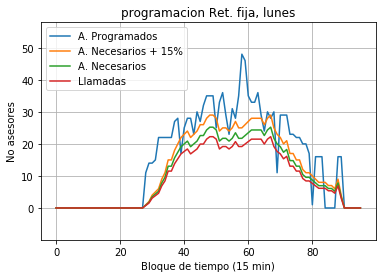 programacion Ret. fija, lunes
A. Programados
A. Necesarios + 15%
A. Necesarios
Llamadas
No asesores
50
40
30
20
10
0
0 20 40 60 80
Bloque de tiempo (15 min)